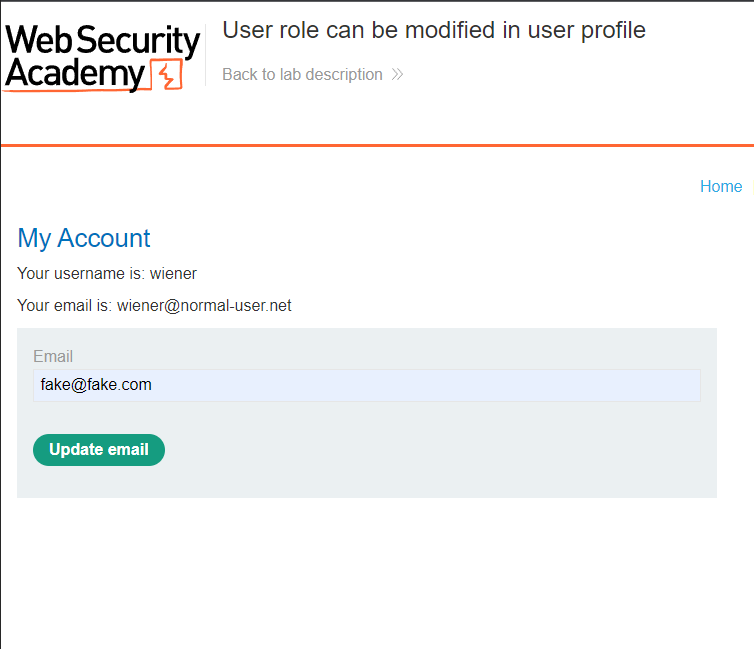 Web Security
Academy
User role can be modified in user profile
Back to lab description
Home
My Account
Your username is: wiener
Your email is: wiener@normal-user.net
Email
fake@fake.com
Update email